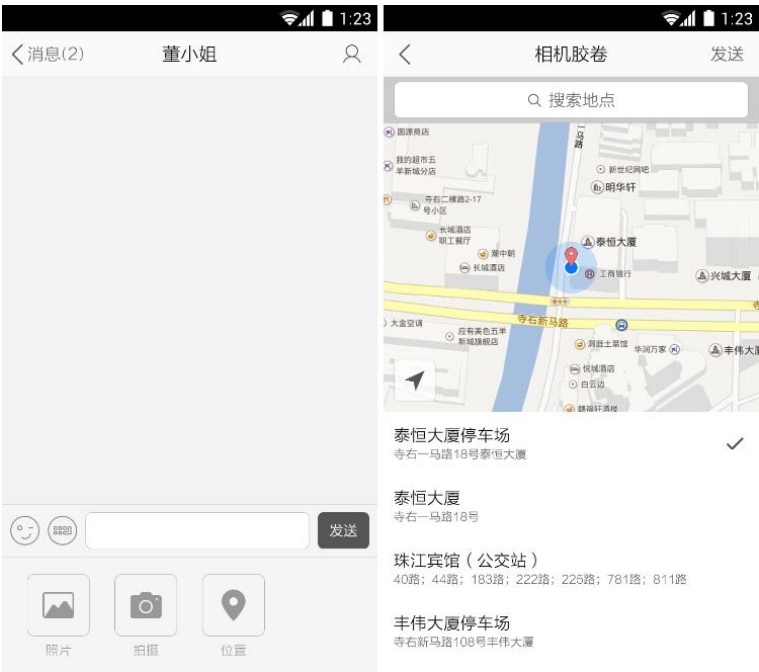 1:23
消息(2)
董小姐
发送
照片
拍摄
位置
1:23
相机胶卷
发送
搜索地点
圆源商店
一马路
我的超市五
羊新城分店
新世纪网吧
明华轩
寺右二横路2-17
号小区
长城酒店
职工餐厅
潮中朝
长城酒店
泰恒大厦
工商银行
兴城大厦
寺右新马路
寺
大金空调
应有美色五羊
新城旗舰店
洞庭土菜馆
华润万家
丰伟大厦
悦城酒店
白云边
麒福轩酒楼
泰恒大厦停车场
寺右一马路18号泰恒大厦
泰恒大厦
寺右一马路18号
珠江宾馆（公交站）
40路；44路；183路；222路；225路；781路；811路
丰伟大厦停车场
寺右新马路108号丰伟大厦